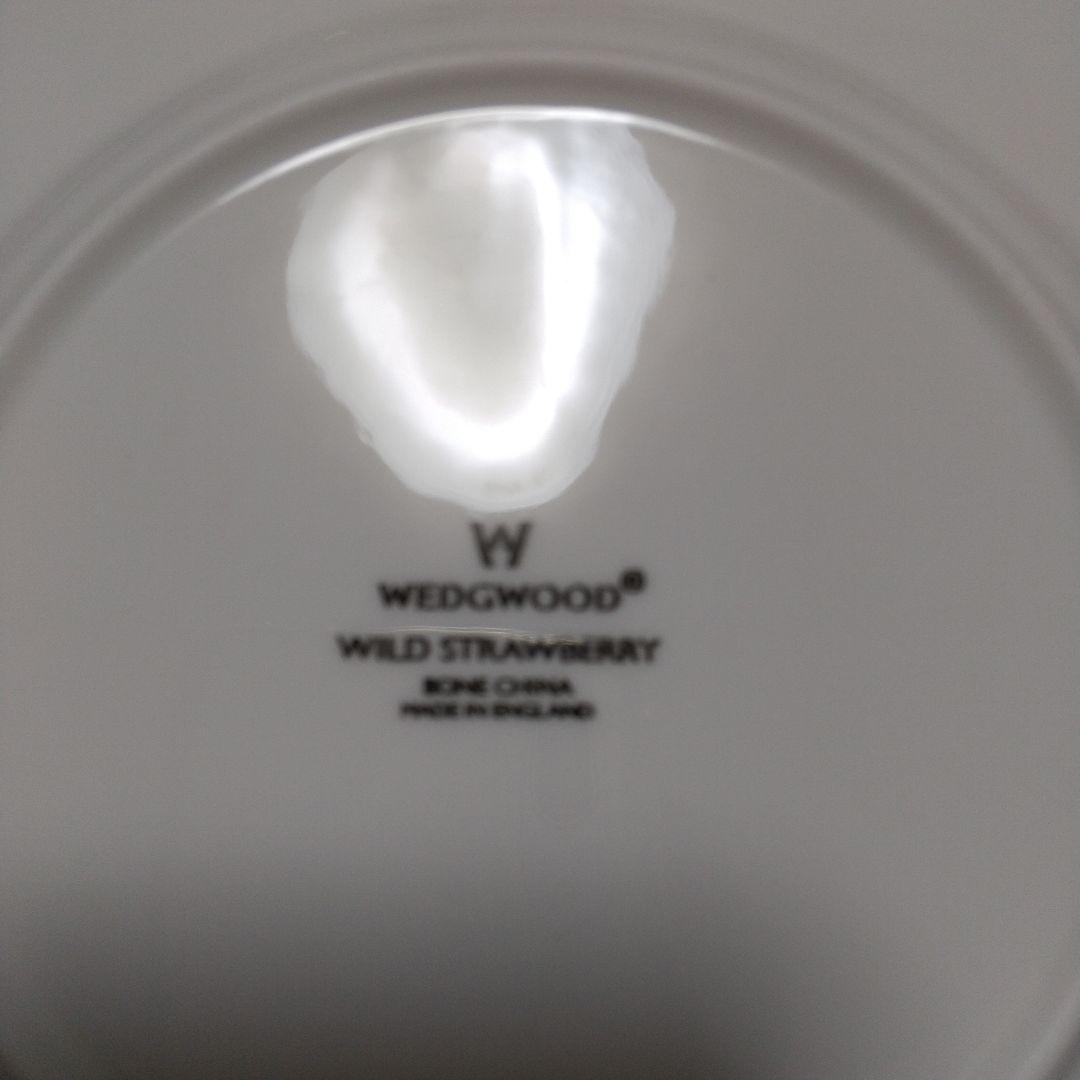 W
WEDGWOOD®
WILD STRAWBERRY
BONE CHINA
MADE IN ENGLAND